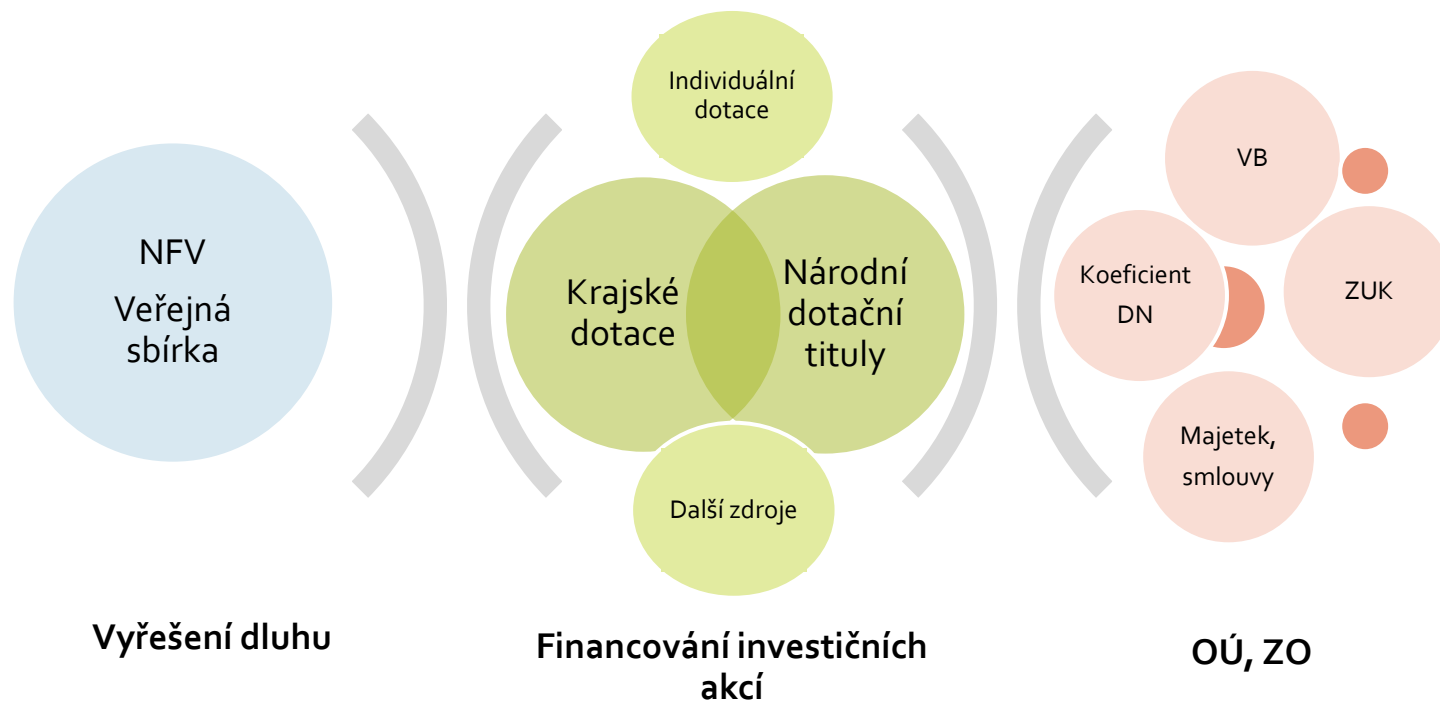 NFV
Veřejná
sbírka
Vyřešení dluhu
Individuální
dotace
Krajské
dotace
Národní
dotační
tituly
Další zdroje
Financování investičních
akcí
VB
Koeficient
DN
ZUK
Majetek,
smlouvy
OÚ, ZO